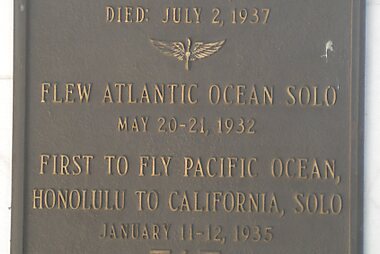 DIED: JULY 2, 1937
FLEW ATLANTIC OCEAN SOLO
MAY 20-21, 1932
FIRST TO FLY PACIFIC OCEAN,
HONOLULU TO CALIFORNIA, SOLO
JANUARY 11-12, 1935